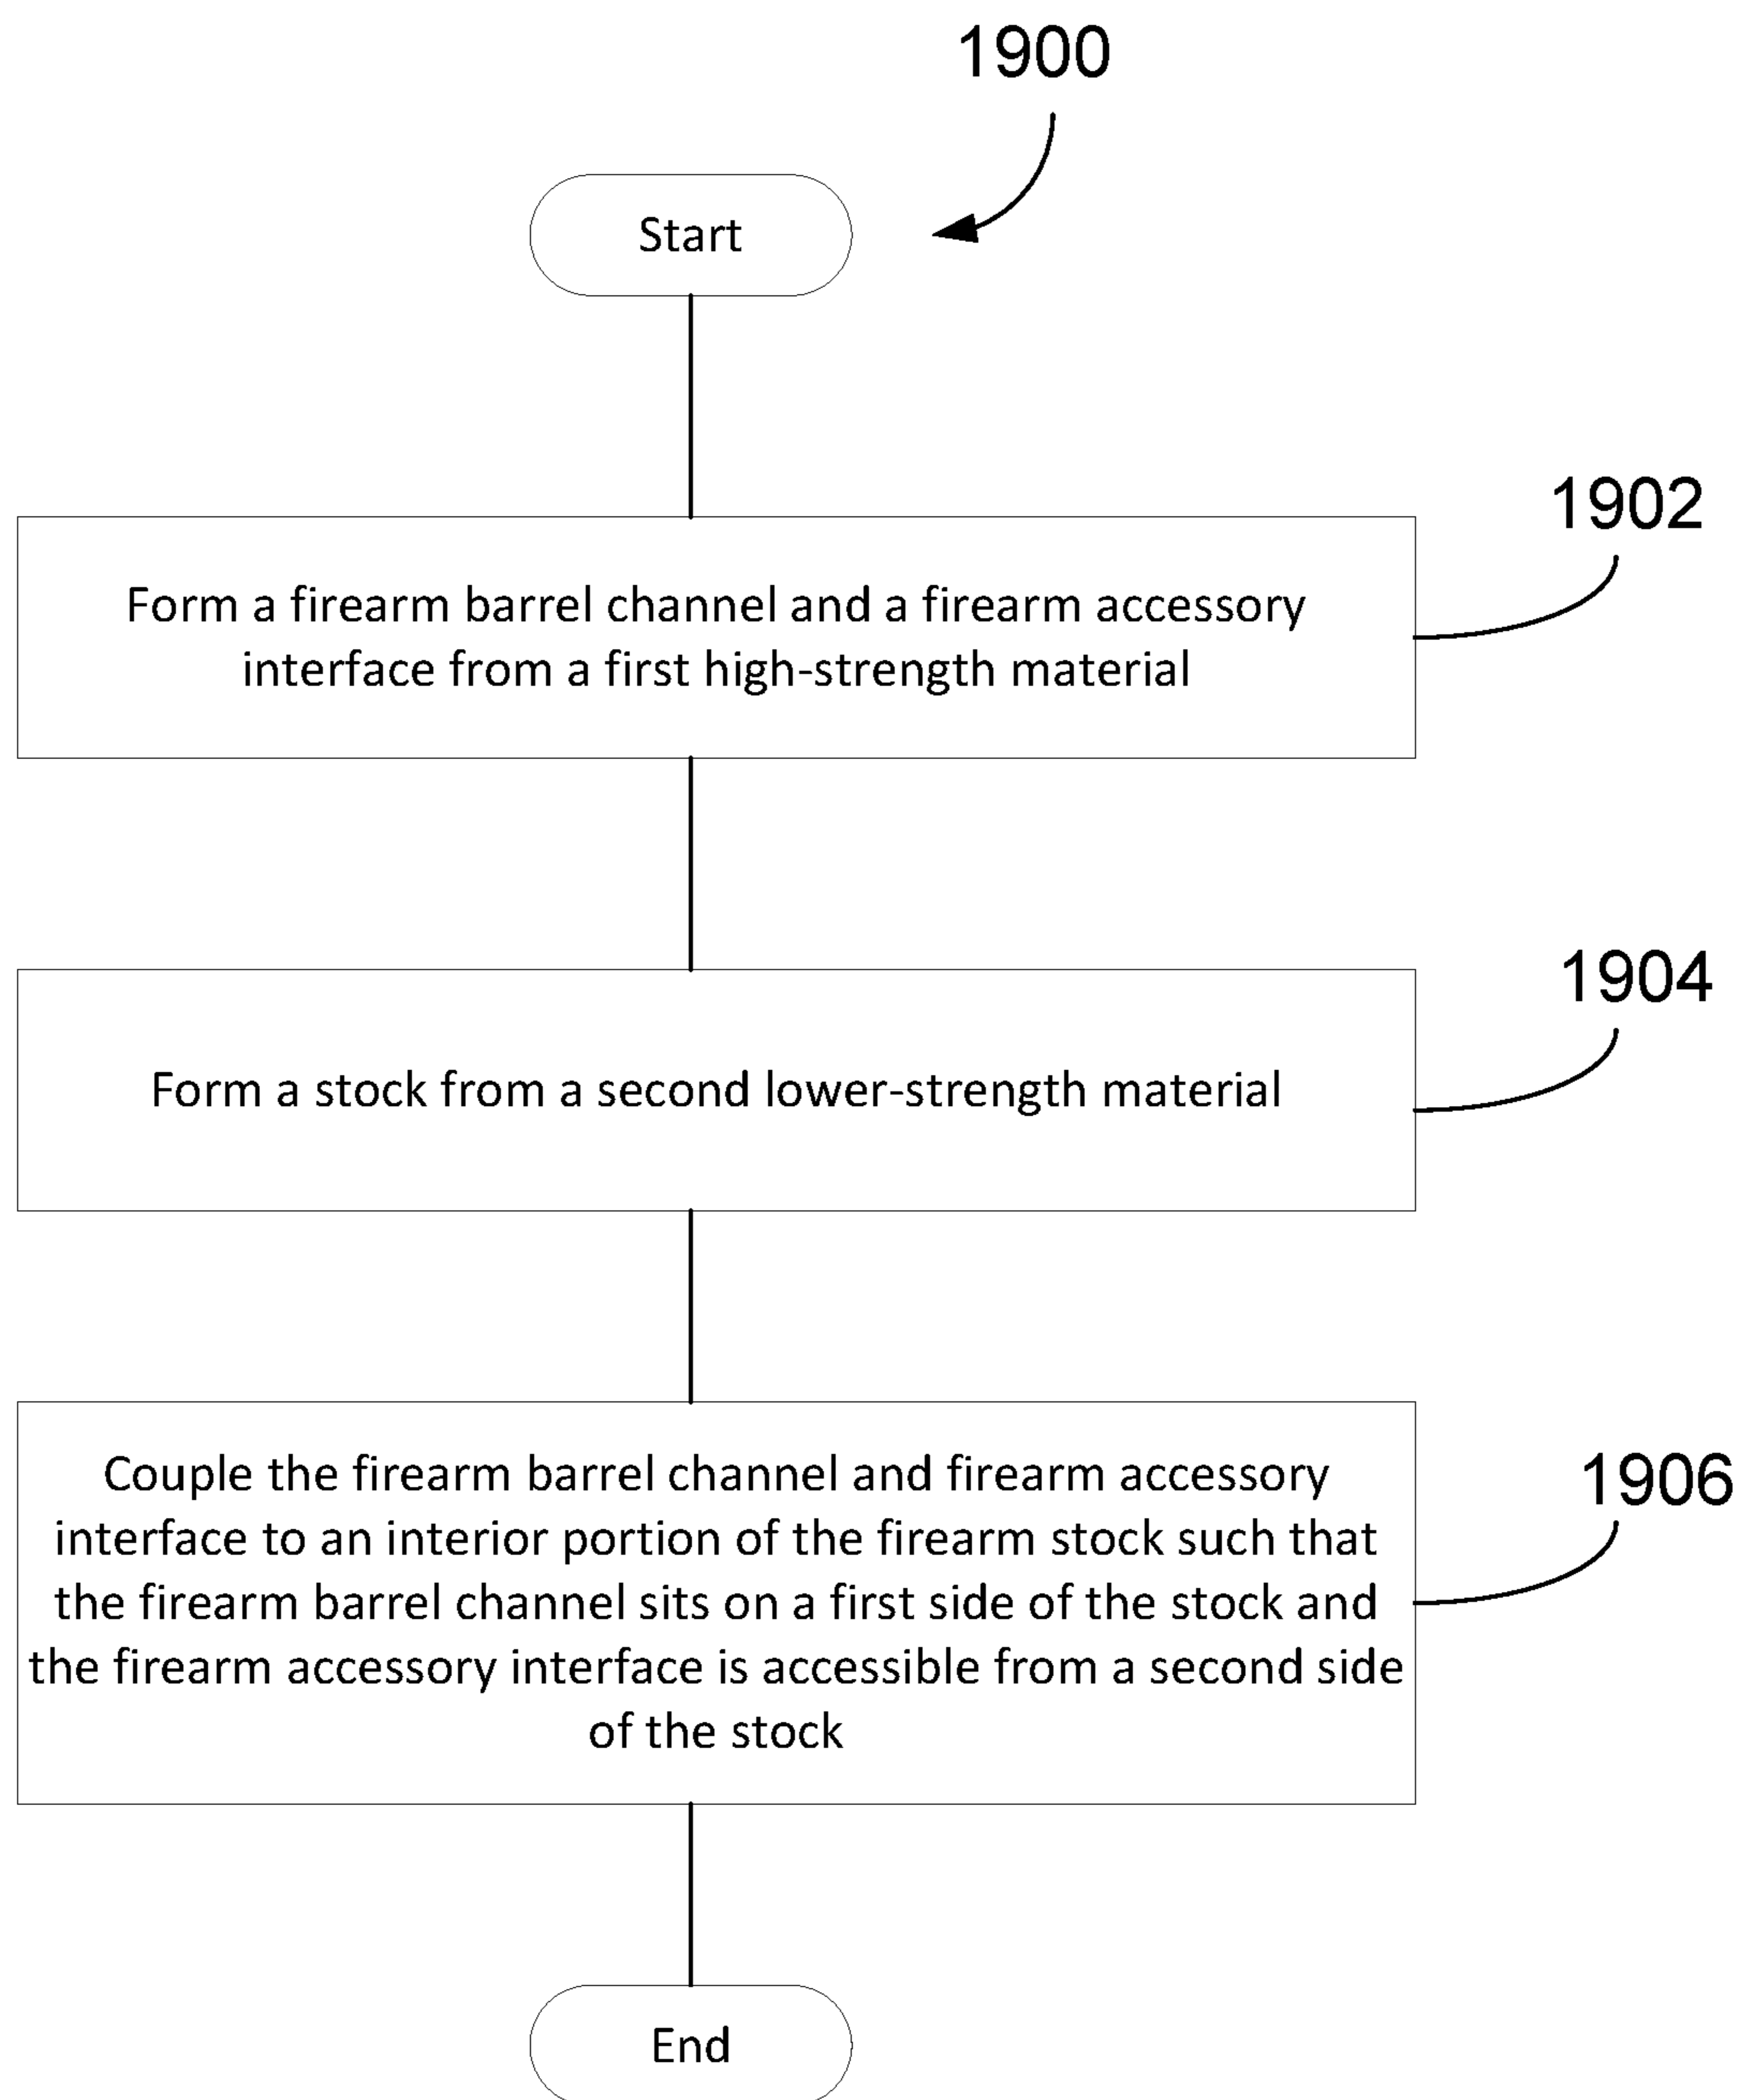 1900
Start
1902
Form a firearm barrel channel and a firearm accessory
interface from a first high-strength material
1904
Form a stock from a second lower-strength material
1906
Couple the firearm barrel channel and firearm accessory
interface to an interior portion of the firearm stock such that
the firearm barrel channel sits on a first side of the stock and
the firearm accessory interface is accessible from a second side
of the stock
End